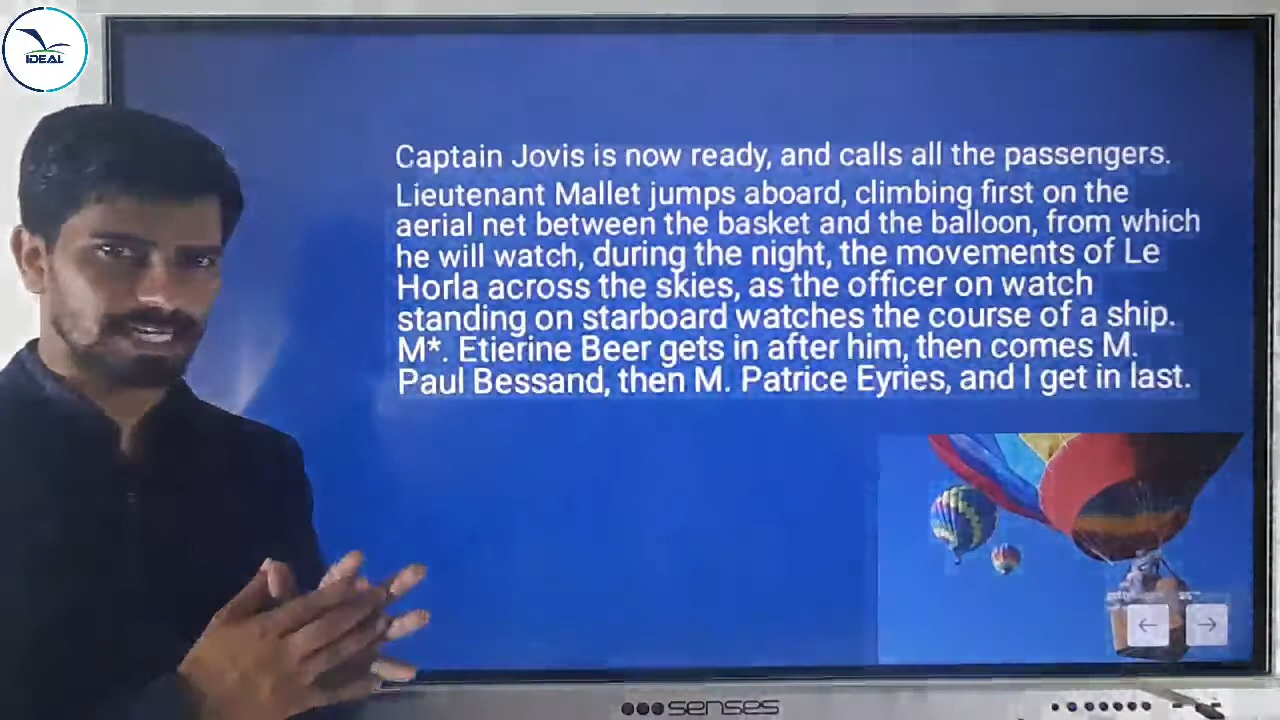 IDEAL
Captain Jovis is now ready, and calls all the passengers.
Lieutenant Mallet jumps aboard, climbing first on the
aerial net between the basket and the balloon, from which
he will watch, during the night, the movements of Le
Horla across the skies, as the officer on watch
standing on starboard watches the course of a ship.
M*. Etierine Beer gets in after him, then comes M.
Paul Bessand, then M. Patrice Eyries, and I get in last.
senses